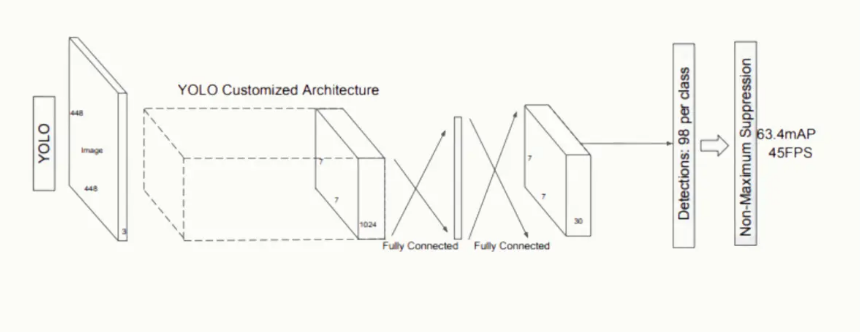 YOLO
448
Image
448
3
YOLO Customized Architecture
7
7
1024
Fully Connected
Fully Connected
7
7
30
Detections: 98 per class
Non-Maximum Suppression
63.4mAP
45FPS